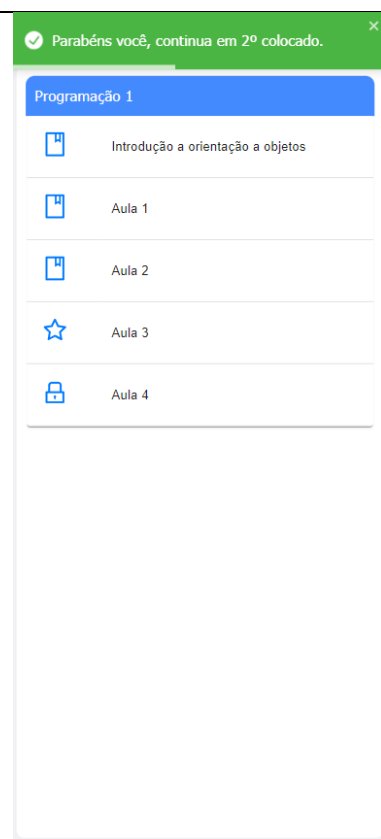 Parabéns você, continua em 2º colocado.
Programação 1
Introdução a orientação a objetos
Aula 1
Aula 2
Aula 3
Aula 4